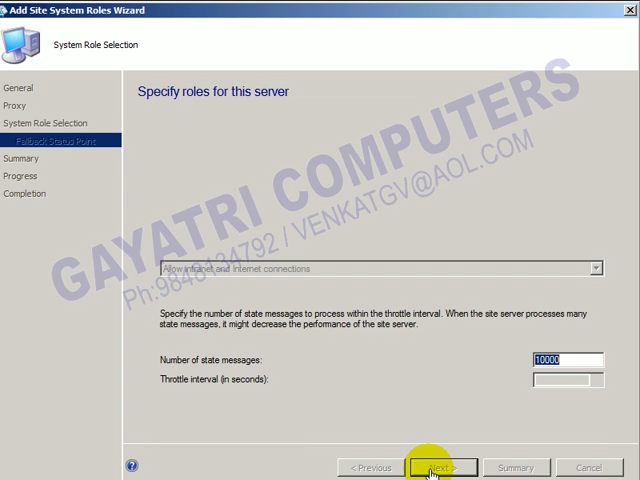 Add Site System Roles Wizard
System Role Selection
General
Proxy
System Role Selection
Fallback Status Point
Summary
Progress
Completion
Specify roles for this server
GAYATRI COMPUTERS
Ph:9848134792 / VENKATGV@AOL.COM
Allow intranet and Internet connections
Specify the number of state messages to process within the throttle interval. When the site server processes many
state messages, it might decrease the performance of the site server.
Number of state messages:
10000
Throttle interval (in seconds):
< Previous
Next >
Summary
Cancel